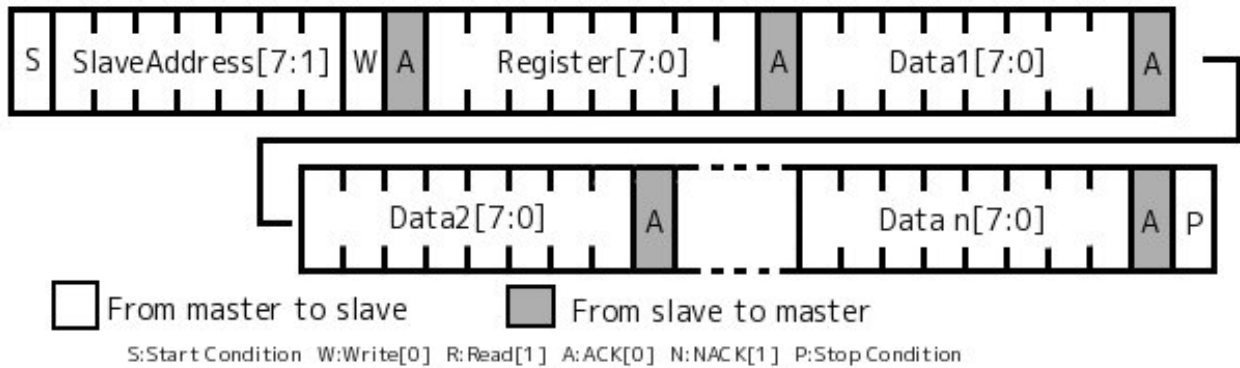 S SlaveAddress[7:1] W A Register[7:0] A Data1[7:0] A
Data2[7:0] A Data n[7:0] A P
From master to slave From slave to master
S:Start Condition W:Write[0] R:Read[1] A:ACK[0] N:NACK[1] P:Stop Condition